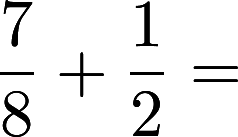 7/8 + 1/2 =